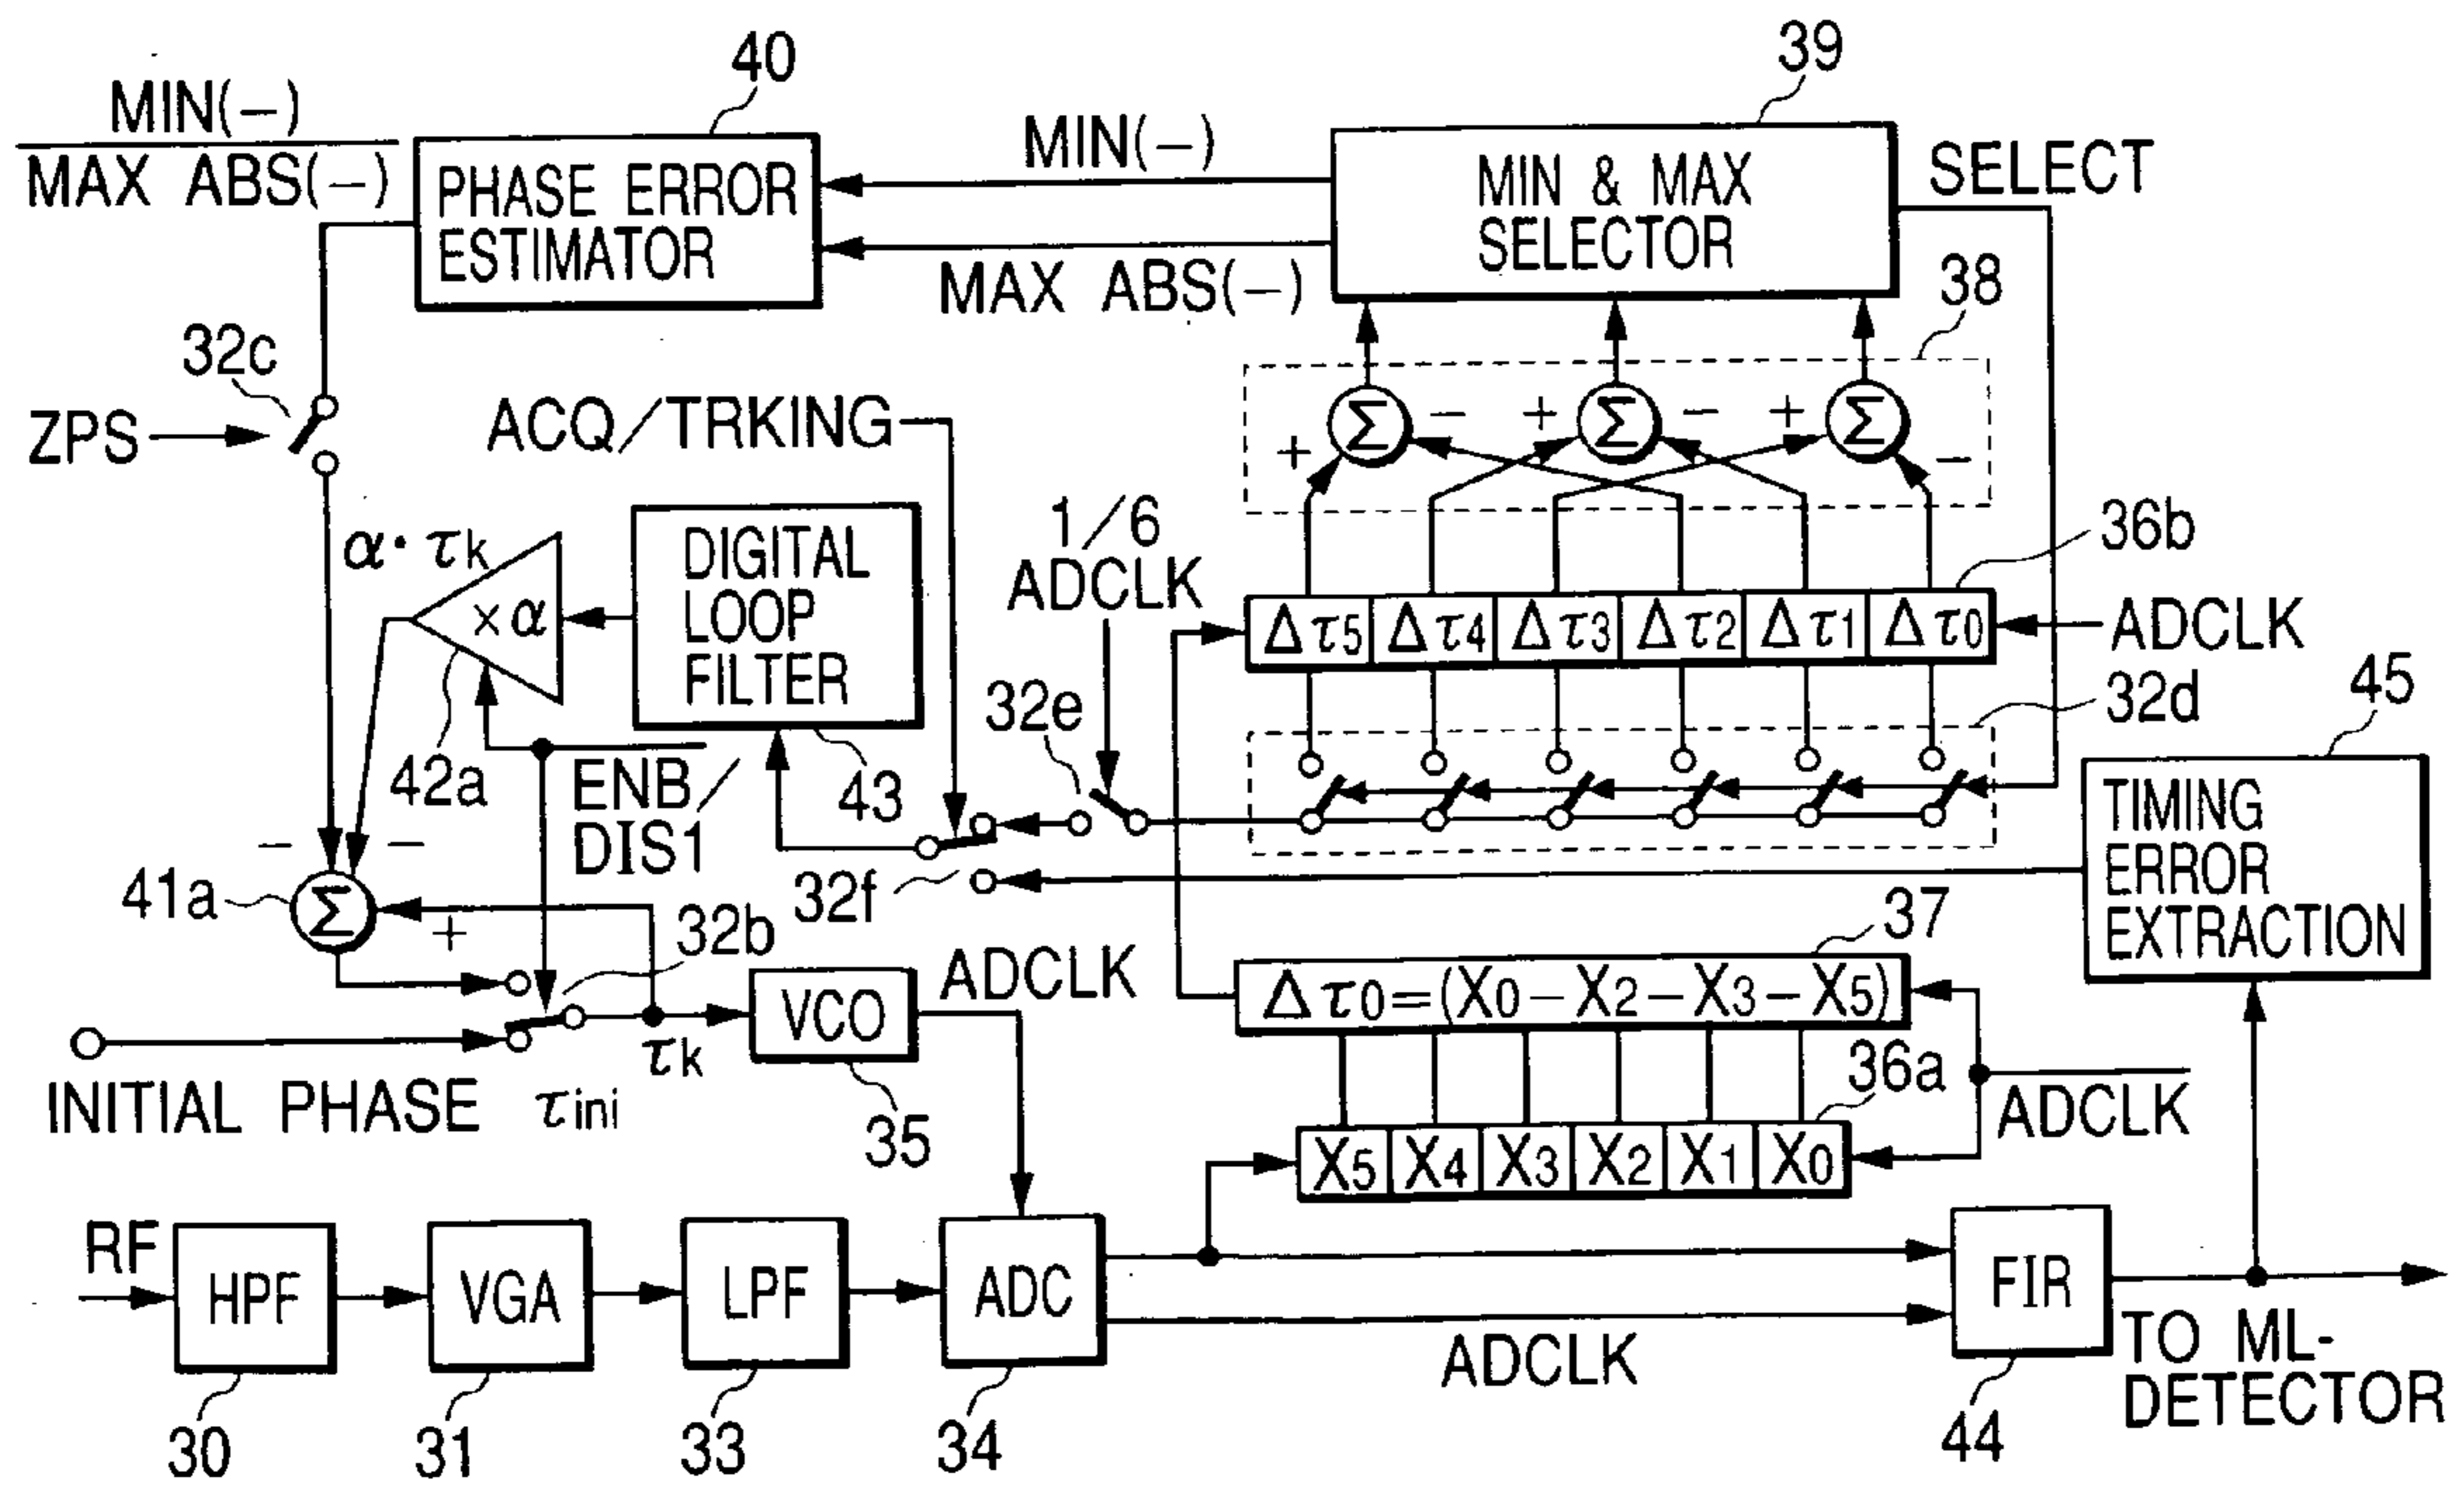 40
39
MIN(−)
MAX ABS(−)
PHASE ERROR
ESTIMATOR
MIN(−)
MAX ABS(−)
MIN & MAX
SELECTOR
SELECT
38
32c
ZPS
ACQ/TRKING
Σ
−
+
Σ
−
+
Σ
+
−
α·τk
×α
DIGITAL
LOOP
FILTER
1/6
ADCLK
36b
Δτ5 Δτ4 Δτ3 Δτ2 Δτ1 Δτ0
ADCLK
32e
32d
45
42a
ENB/
DIS1
43
TIMING
ERROR
EXTRACTION
−
−
41a
Σ
+
32b
32f
37
VCO
ADCLK
Δτ0=(X0−X2−X3−X5)
INITIAL PHASE τini
τk
35
36a
ADCLK
X5 X4 X3 X2 X1 X0
RF
HPF
VGA
LPF
ADC
FIR
ADCLK
TO ML-
DETECTOR
30
31
33
34
44